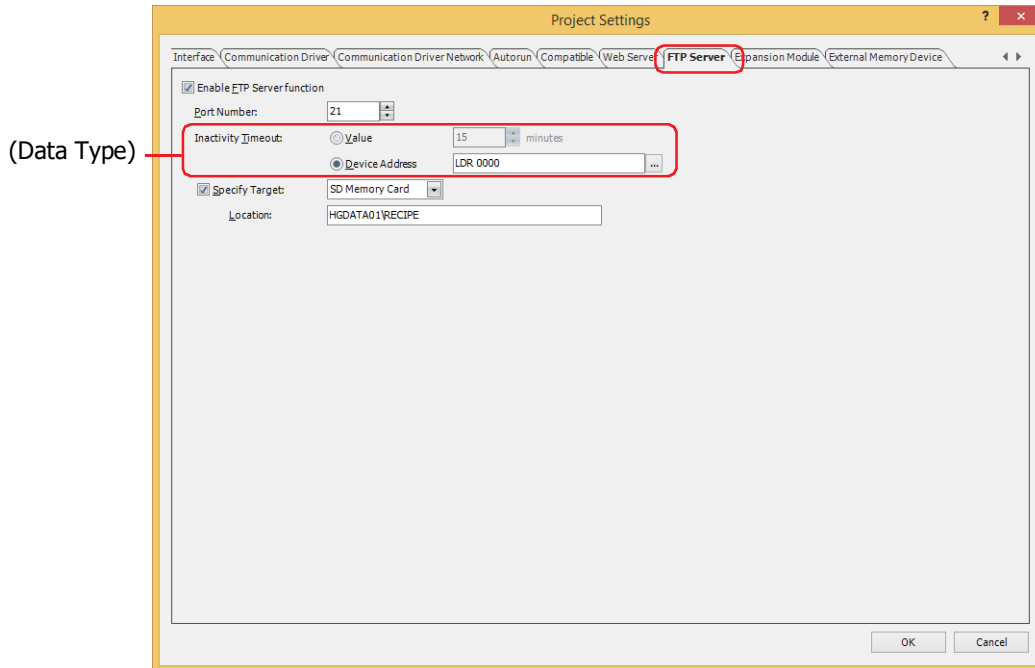 Project Settings
? ×
Interface Communication Driver Communication Driver Network Autorun Compatible Web Server FTP Server Expansion Module External Memory Device
Enable FTP Server function
Port Number: 21
Inactivity Timeout: Value 15 minutes
(Data Type)
Device Address LDR 0000 ...
Specify Target: SD Memory Card
Location: HGDATA01\RECIPE
OK Cancel